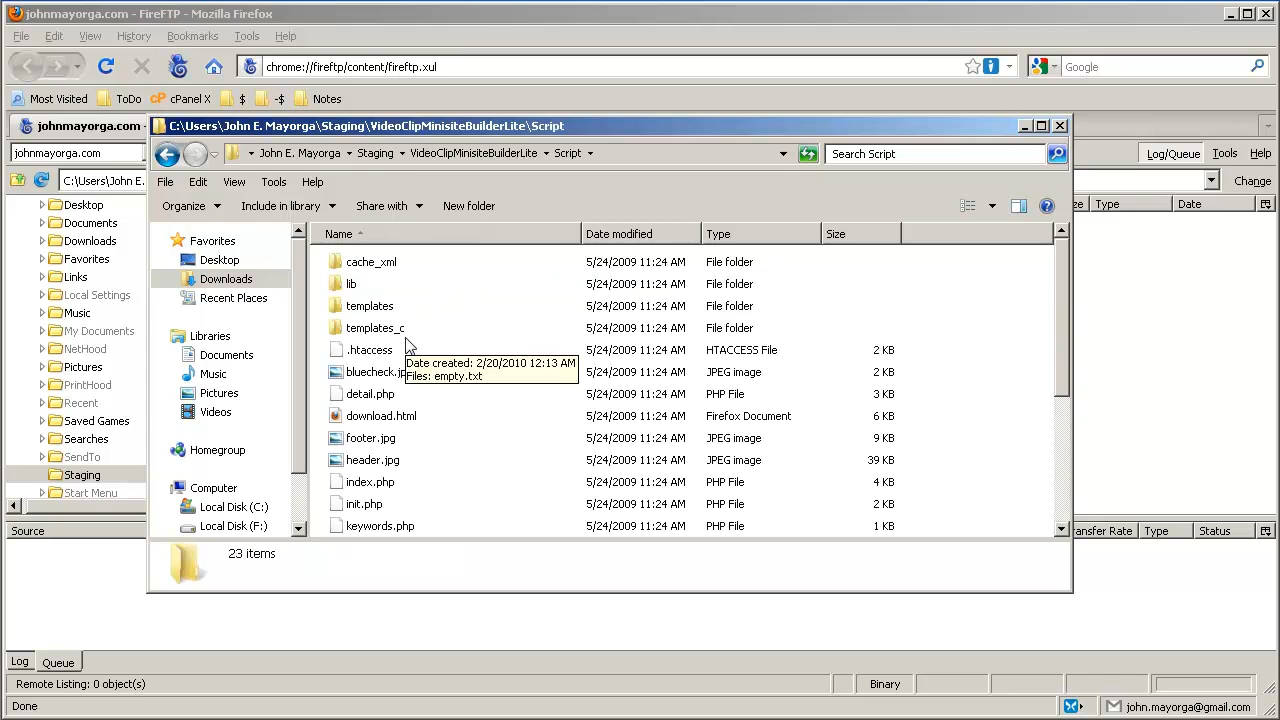 johnmayorga.com - FireFTP - Mozilla Firefox
File Edit View History Bookmarks Tools Help
chrome://fireftp/content/fireftp.xul
Google
Most Visited ToDo cP cPanel X $ -$ Notes
johnmayorga.com -
C:\Users\John E. Mayorga\Staging\VideoClipMinisiteBuilderLite\Script
johnmayorga.com
John E. Mayorga Staging VideoClipMinisiteBuilderLite Script
Search Script
Log/Queue Tools Help
C:\Users\John E.
File Edit View Tools Help
Change
Organize Include in library Share with New folder
Desktop
Documents
Downloads
Favorites
Links
Local Settings
Music
My Documents
NetHood
Pictures
PrintHood
Recent
Saved Games
Searches
SendTo
Staging
Start Menu
Favorites
Desktop
Downloads
Recent Places
Libraries
Documents
Music
Pictures
Videos
Homegroup
Computer
Local Disk (C:)
Local Disk (F:)
Name Date modified Type Size
cache_xml 5/24/2009 11:24 AM File folder
lib 5/24/2009 11:24 AM File folder
templates 5/24/2009 11:24 AM File folder
templates_c 5/24/2009 11:24 AM File folder
.htaccess 5/24/2009 11:24 AM HTACCESS File 2 KB
Date created: 2/20/2010 12:13 AM
Files: empty.txt
bluecheck.jp 5/24/2009 11:24 AM JPEG image 2 KB
detail.php 5/24/2009 11:24 AM PHP File 3 KB
download.html 5/24/2009 11:24 AM Firefox Document 6 KB
footer.jpg 5/24/2009 11:24 AM JPEG image 9 KB
header.jpg 5/24/2009 11:24 AM JPEG image 39 KB
index.php 5/24/2009 11:24 AM PHP File 4 KB
init.php 5/24/2009 11:24 AM PHP File 2 KB
keywords.php 5/24/2009 11:24 AM PHP File 1 KB
23 items
ze Type Date
Source
ansfer Rate Type Status
Log Queue
Remote Listing: 0 object(s)
Binary
Done
john.mayorga@gmail.com